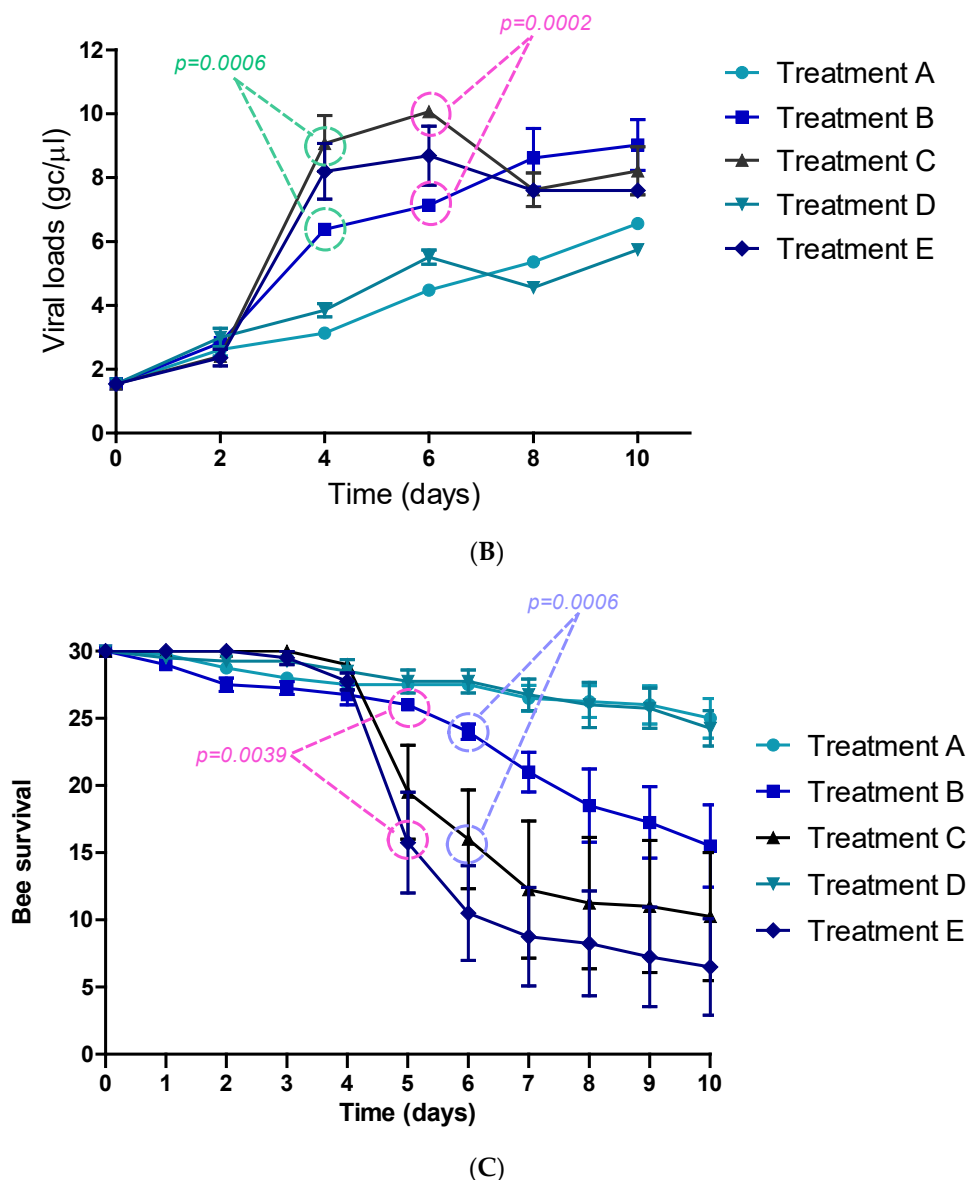 p=0.0002
p=0.0006
12
10
8
6
4
2
0
Viral loads (gc/µl)
0 2 4 6 8 10
Time (days)
Treatment A
Treatment B
Treatment C
Treatment D
Treatment E
(B)
p=0.0006
p=0.0039
30
25
20
15
10
5
0
Bee survival
0 1 2 3 4 5 6 7 8 9 10
Time (days)
Treatment A
Treatment B
Treatment C
Treatment D
Treatment E
(C)